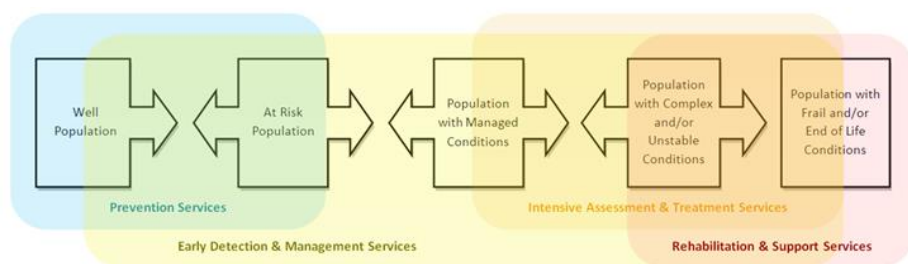 Well
Population
At Risk
Population
Population
with Managed
Conditions
Population
with Complex
and/or
Unstable
Conditions
Population with
Frail and/or
End of Life
Conditions
Prevention Services
Intensive Assessment & Treatment Services
Early Detection & Management Services
Rehabilitation & Support Services